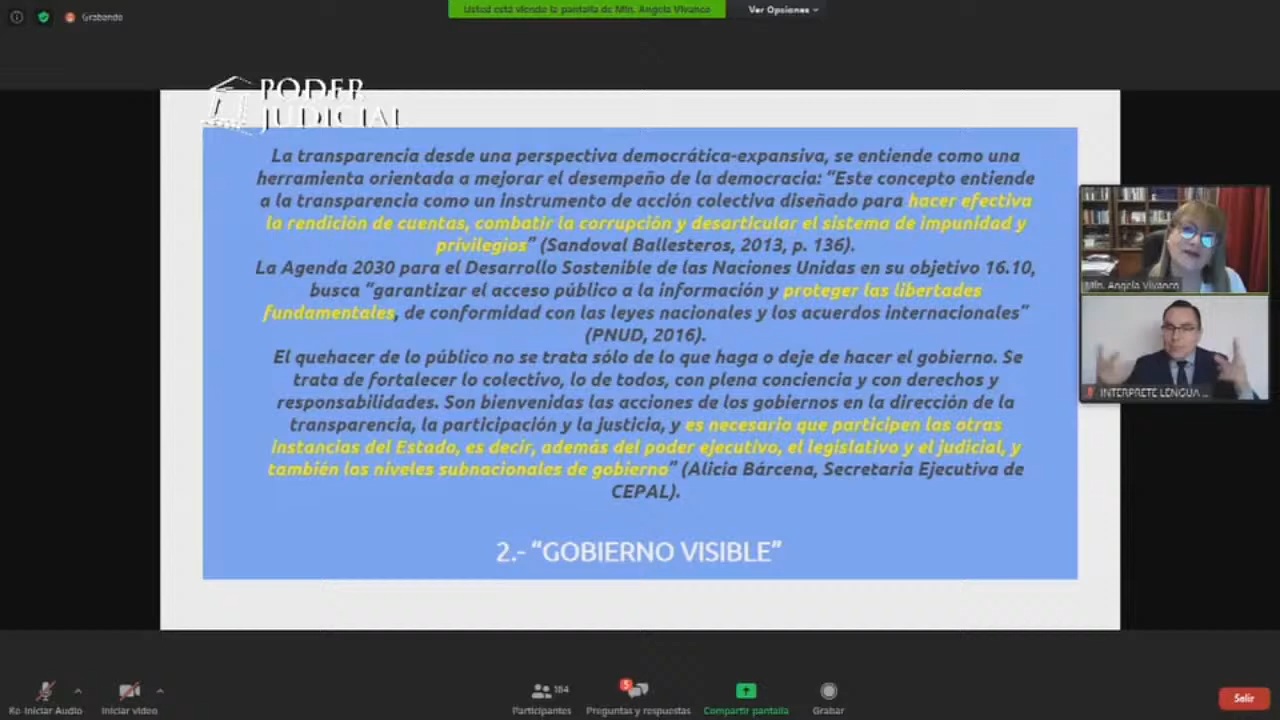 Grabando
Usted está viendo la pantalla de Min. Angela Vivanco
Ver Opciones
PODER
JUDICIAL
La transparencia desde una perspectiva democrática-expansiva, se entiende como una
herramienta orientada a mejorar el desempeño de la democracia: “Este concepto entiende
a la transparencia como un instrumento de acción colectiva diseñado para hacer efectiva
la rendición de cuentas, combatir la corrupción y desarticular el sistema de impunidad y
privilegios” (Sandoval Ballesteros, 2013, p. 136).
La Agenda 2030 para el Desarrollo Sostenible de las Naciones Unidas en su objetivo 16.10,
busca “garantizar el acceso público a la información y proteger las libertades
fundamentales, de conformidad con las leyes nacionales y los acuerdos internacionales”
(PNUD, 2016).
El quehacer de lo público no se trata sólo de lo que haga o deje de hacer el gobierno. Se
trata de fortalecer lo colectivo, lo de todos, con plena conciencia y con derechos y
responsabilidades. Son bienvenidas las acciones de los gobiernos en la dirección de la
transparencia, la participación y la justicia, y es necesario que participen las otras
instancias del Estado, es decir, además del poder ejecutivo, el legislativo y el judicial, y
también los niveles subnacionales de gobierno” (Alicia Bárcena, Secretaria Ejecutiva de
CEPAL).
2.- “GOBIERNO VISIBLE”
Min. Angela Vivanco
INTERPRETE LENGUA ...
184
5
Re-iniciar Audio
Iniciar video
Participantes
Preguntas y respuestas
Compartir pantalla
Grabar
Salir